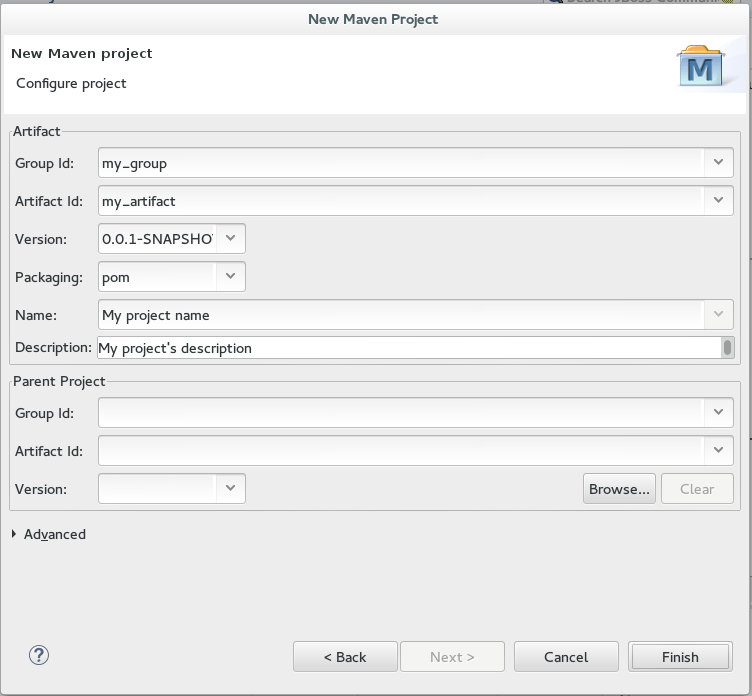 New Maven Project
New Maven project
Configure project
M
Artifact
Group Id: my_group
Artifact Id: my_artifact
Version: 0.0.1-SNAPSHO
Packaging: pom
Name: My project name
Description: My project's description
Parent Project
Group Id:
Artifact Id:
Version: Browse... Clear
Advanced
? < Back Next > Cancel Finish